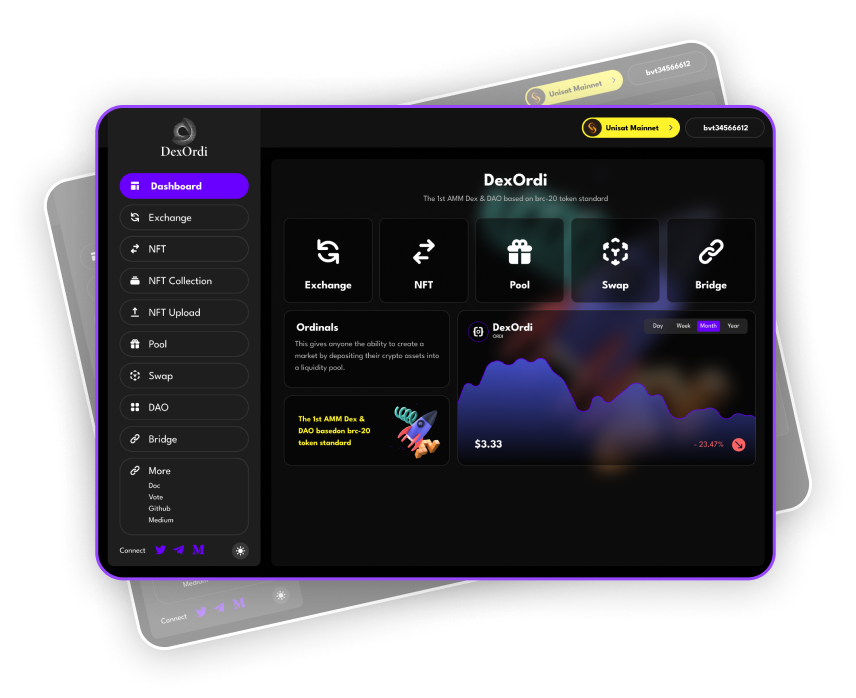 Unisat Mainnet
bvt34566612
DexOrdi
Unisat Mainnet
bvt34566612
Dashboard
Exchange
NFT
NFT Collection
NFT Upload
Pool
Swap
DAO
Bridge
More
Doc
Vote
Github
Medium
Connect
DexOrdi
The 1st AMM Dex & DAO based on brc-20 token standard
Exchange
NFT
Pool
Swap
Bridge
Ordinals
This gives anyone the ability to create a
market by depositing their crypto assets into
a liquidity pool.
The 1st AMM Dex &
DAO basedon brc-20
token standard
DexOrdi
ORDI
Day Week Month Year
$3.33
- 23.47%
Medium
Connect